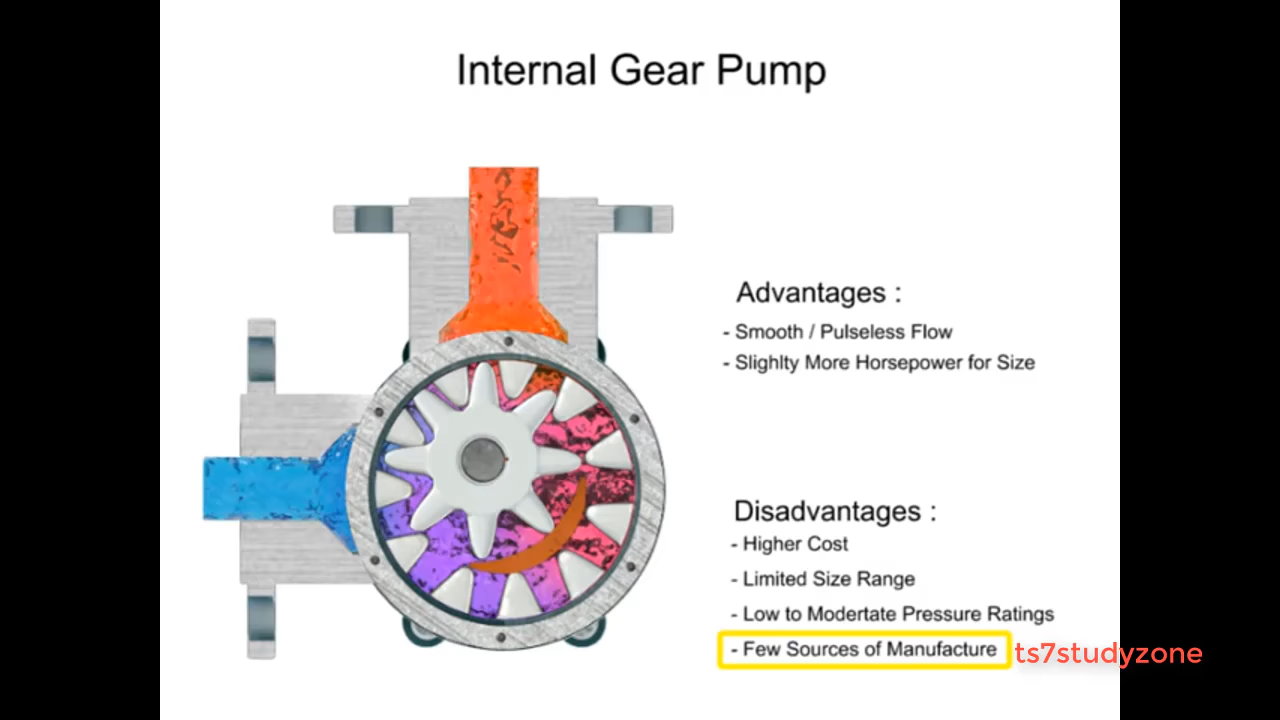 Internal Gear Pump
Advantages :
- Smooth / Pulseless Flow
- Slighlty More Horsepower for Size
Disadvantages :
- Higher Cost
- Limited Size Range
- Low to Modertate Pressure Ratings
- Few Sources of Manufacture
ts7studyzone